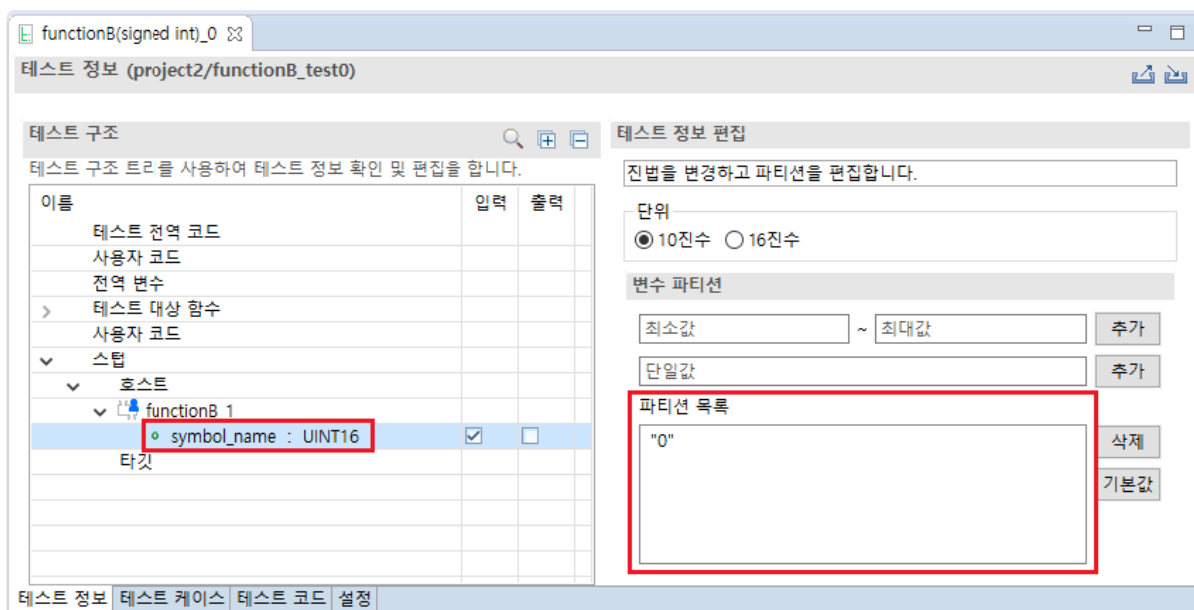 functionB(signed int)_0
테스트 정보 (project2/functionB_test0)
테스트 구조
테스트 구조 트리를 사용하여 테스트 정보 확인 및 편집을 합니다.
이름 입력 출력
테스트 전역 코드
사용자 코드
전역 변수
테스트 대상 함수
사용자 코드
스텁
호스트
functionB_1
symbol_name : UINT16
타깃
테스트 정보 편집
진법을 변경하고 파티션을 편집합니다.
단위
10진수 16진수
변수 파티션
최소값 ~ 최대값 추가
단일값 추가
파티션 목록
"0"
삭제
기본값
테스트 정보 테스트 케이스 테스트 코드 설정